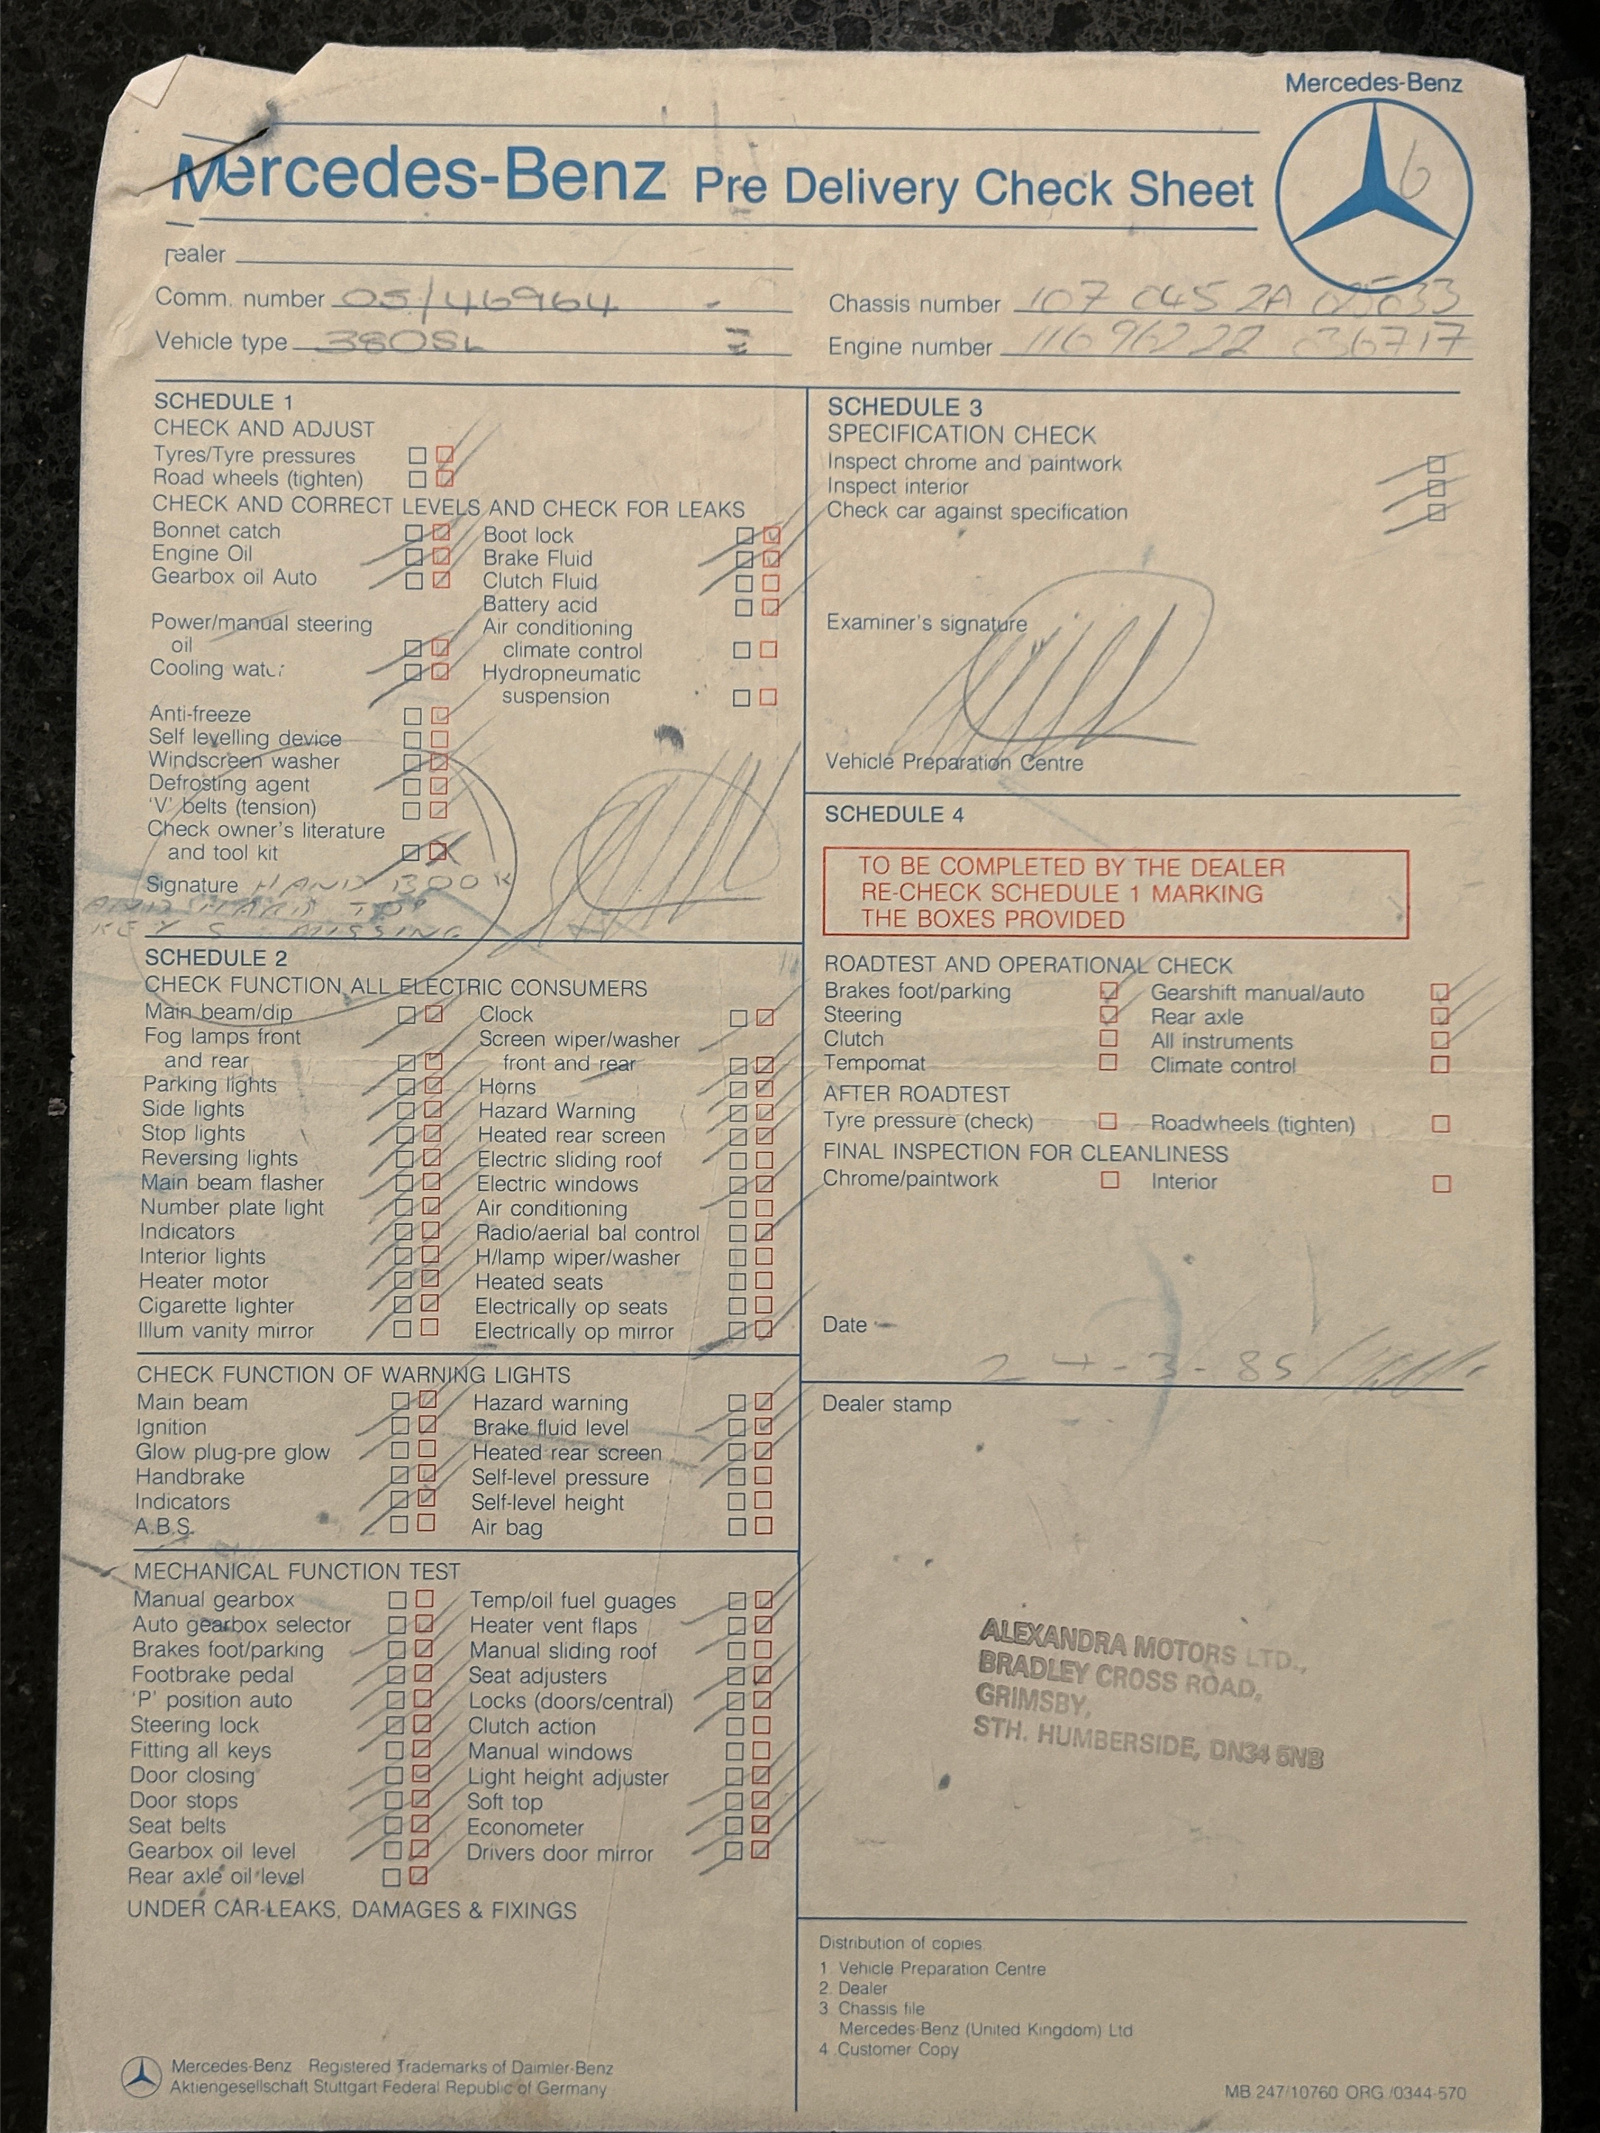 Mercedes-Benz
Mercedes-Benz Pre Delivery Check Sheet
6
ealer
Comm. number 05/46964
Chassis number 107 045 2A 025033
Vehicle type 380SL
Engine number 116 962 22 036717
SCHEDULE 1
CHECK AND ADJUST
Tyres/Tyre pressures
Road wheels (tighten)
CHECK AND CORRECT LEVELS AND CHECK FOR LEAKS
Bonnet catch
Engine Oil
Gearbox oil Auto
Power/manual steering
oil
Cooling water
Anti-freeze
Self levelling device
Windscreen washer
Defrosting agent
'V' belts (tension)
Check owner's literature
and tool kit
Boot lock
Brake Fluid
Clutch Fluid
Battery acid
Air conditioning
climate control
Hydropneumatic
suspension
Signature HAND BOOK
AND HARD TOP
KEYS MISSING
SCHEDULE 2
CHECK FUNCTION ALL ELECTRIC CONSUMERS
Main beam/dip
Fog lamps front
and rear
Parking lights
Side lights
Stop lights
Reversing lights
Main beam flasher
Number plate light
Indicators
Interior lights
Heater motor
Cigarette lighter
Illum vanity mirror
Clock
Screen wiper/washer
front and rear
Horns
Hazard Warning
Heated rear screen
Electric sliding roof
Electric windows
Air conditioning
Radio/aerial bal control
H/lamp wiper/washer
Heated seats
Electrically op seats
Electrically op mirror
CHECK FUNCTION OF WARNING LIGHTS
Main beam
Ignition
Glow plug-pre glow
Handbrake
Indicators
A.B.S.
Hazard warning
Brake fluid level
Heated rear screen
Self-level pressure
Self-level height
Air bag
MECHANICAL FUNCTION TEST
Manual gearbox
Auto gearbox selector
Brakes foot/parking
Footbrake pedal
'P' position auto
Steering lock
Fitting all keys
Door closing
Door stops
Seat belts
Gearbox oil level
Rear axle oil level
Temp/oil fuel guages
Heater vent flaps
Manual sliding roof
Seat adjusters
Locks (doors/central)
Clutch action
Manual windows
Light height adjuster
Soft top
Econometer
Drivers door mirror
UNDER CAR-LEAKS, DAMAGES & FIXINGS
Mercedes-Benz Registered Trademarks of Daimler-Benz
Aktiengesellschaft Stuttgart Federal Republic of Germany
SCHEDULE 3
SPECIFICATION CHECK
Inspect chrome and paintwork
Inspect interior
Check car against specification
Examiner's signature
Vehicle Preparation Centre
SCHEDULE 4
TO BE COMPLETED BY THE DEALER
RE-CHECK SCHEDULE 1 MARKING
THE BOXES PROVIDED
ROADTEST AND OPERATIONAL CHECK
Brakes foot/parking
Steering
Clutch
Tempomat
Gearshift manual/auto
Rear axle
All instruments
Climate control
AFTER ROADTEST
Tyre pressure (check)
Roadwheels (tighten)
FINAL INSPECTION FOR CLEANLINESS
Chrome/paintwork
Interior
Date
24-3-85
Dealer stamp
ALEXANDRA MOTORS LTD.,
BRADLEY CROSS ROAD,
GRIMSBY,
STH. HUMBERSIDE, DN34 5NB
Distribution of copies
1 Vehicle Preparation Centre
2. Dealer
3 Chassis file
Mercedes-Benz (United Kingdom) Ltd
4 Customer Copy
MB 247/10760 ORG /0344-570